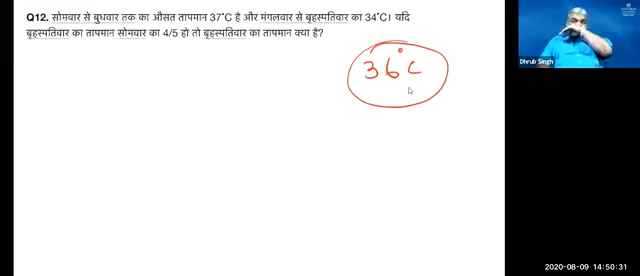 Q12. सोमवार से बुधवार तक का औसत तापमान 37°C है और मंगलवार से बृहस्पतिवार का 34°C। यदि
बृहस्पतिवार का तापमान सोमवार का 4/5 हो तो बृहस्पतिवार का तापमान क्या है?
36°C
Dhrub Singh
2020-08-09 14:50:31